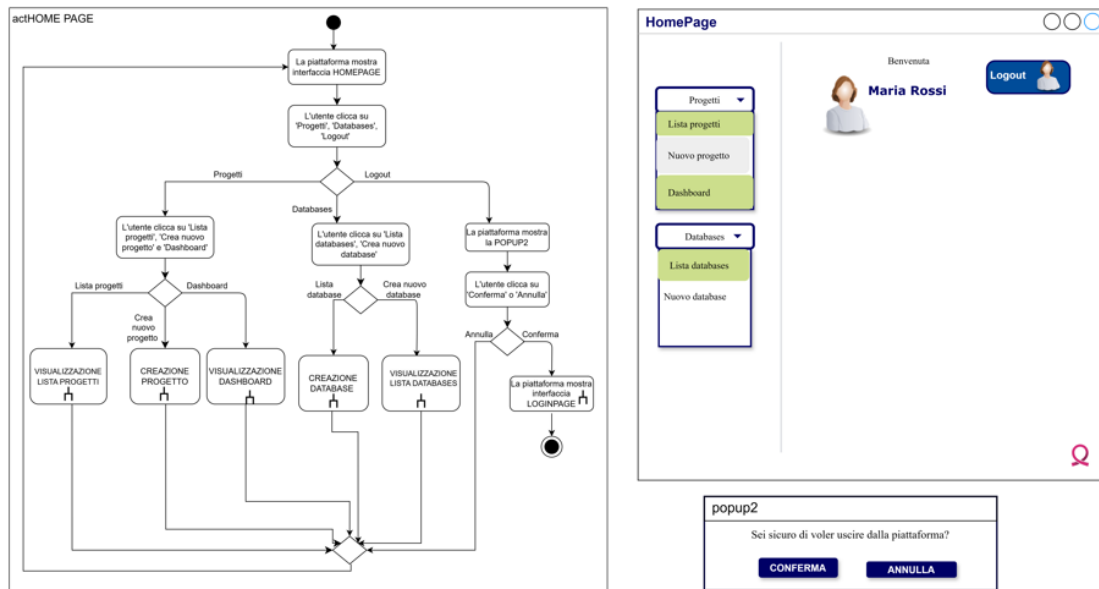 actHOME PAGE
La piattaforma mostra
interfaccia HOMEPAGE
L'utente clicca su
'Progetti', 'Databases',
'Logout'
Progetti
Logout
Databases
L'utente clicca su 'Lista
progetti', 'Crea nuovo
progetto' e 'Dashboard'
L'utente clicca su 'Lista
databases', 'Crea nuovo
database'
La piattaforma mostra
la POPUP2
L'utente clicca su
'Conferma' o 'Annulla'
Lista progetti
Dashboard
Crea
nuovo
progetto
Lista
database
Crea nuovo
database
Annulla
Conferma
VISUALIZZAZIONE
LISTA PROGETTI
CREAZIONE
PROGETTO
VISUALIZZAZIONE
DASHBOARD
CREAZIONE
DATABASE
VISUALIZZAZIONE
LISTA DATABASES
La piattaforma mostra
interfaccia
LOGINPAGE
HomePage
Benvenuta
Maria Rossi
Logout
Progetti
Lista progetti
Nuovo progetto
Dashboard
Databases
Lista databases
Nuovo database
popup2
Sei sicuro di voler uscire dalla piattaforma?
CONFERMA
ANNULLA